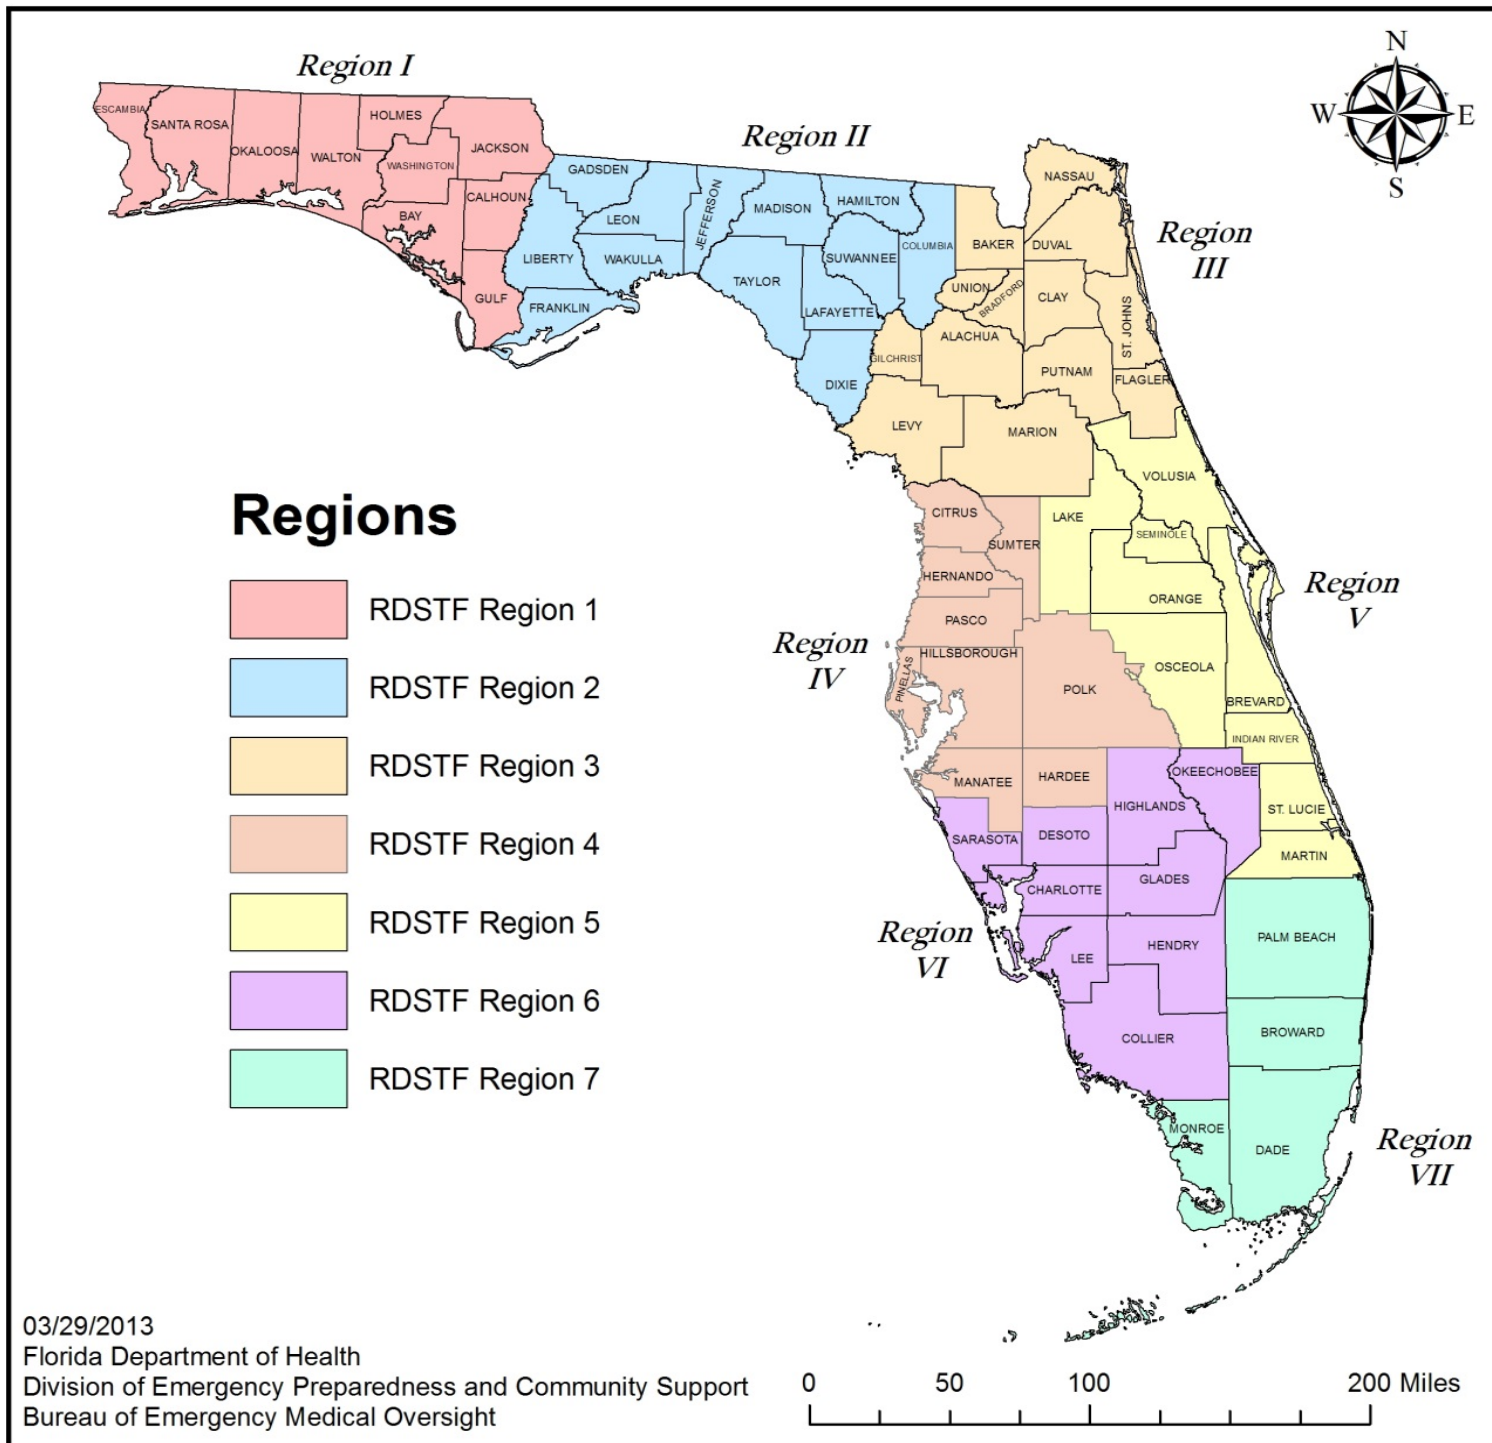 Region I
N
W
E
S
Region II
Region
III
ESCAMBIA
SANTA ROSA
OKALOOSA
WALTON
HOLMES
WASHINGTON
JACKSON
BAY
CALHOUN
GULF
GADSDEN
LEON
LIBERTY
WAKULLA
FRANKLIN
JEFFERSON
MADISON
HAMILTON
TAYLOR
SUWANNEE
LAFAYETTE
COLUMBIA
DIXIE
NASSAU
BAKER
DUVAL
UNION
BRADFORD
CLAY
ST. JOHNS
ALACHUA
GILCHRIST
PUTNAM
FLAGLER
LEVY
MARION
VOLUSIA
CITRUS
SUMTER
LAKE
SEMINOLE
HERNANDO
ORANGE
PASCO
HILLSBOROUGH
PINELLAS
POLK
OSCEOLA
BREVARD
INDIAN RIVER
MANATEE
HARDEE
HIGHLANDS
OKEECHOBEE
ST. LUCIE
SARASOTA
DESOTO
MARTIN
CHARLOTTE
GLADES
LEE
HENDRY
PALM BEACH
COLLIER
BROWARD
MONROE
DADE
Region
IV
Region
V
Region
VI
Region
VII
Regions
RDSTF Region 1
RDSTF Region 2
RDSTF Region 3
RDSTF Region 4
RDSTF Region 5
RDSTF Region 6
RDSTF Region 7
03/29/2013
Florida Department of Health
Division of Emergency Preparedness and Community Support
Bureau of Emergency Medical Oversight
0 50 100 200 Miles